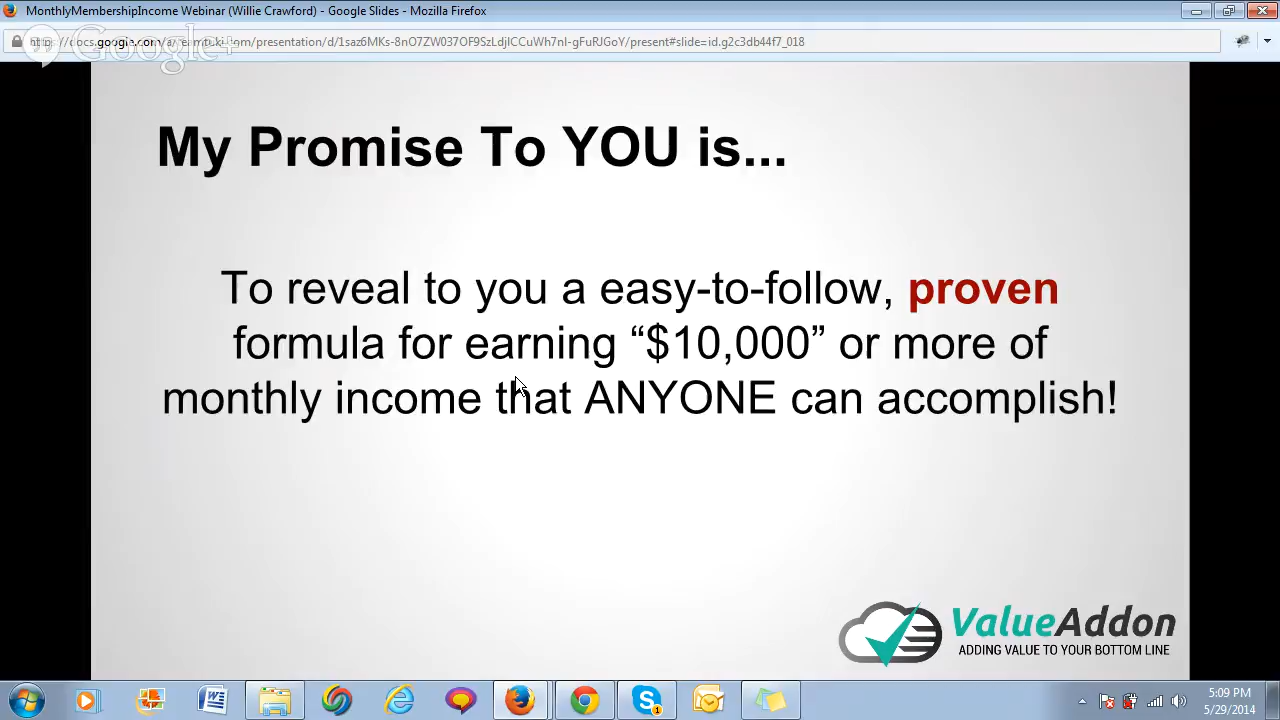 MonthlyMembershipIncome Webinar (Willie Crawford) - Google Slides - Mozilla Firefox
Google+
My Promise To YOU is...
To reveal to you a easy-to-follow, proven
formula for earning “$10,000” or more of
monthly income that ANYONE can accomplish!
ValueAddon
ADDING VALUE TO YOUR BOTTOM LINE
5:09 PM
5/29/2014